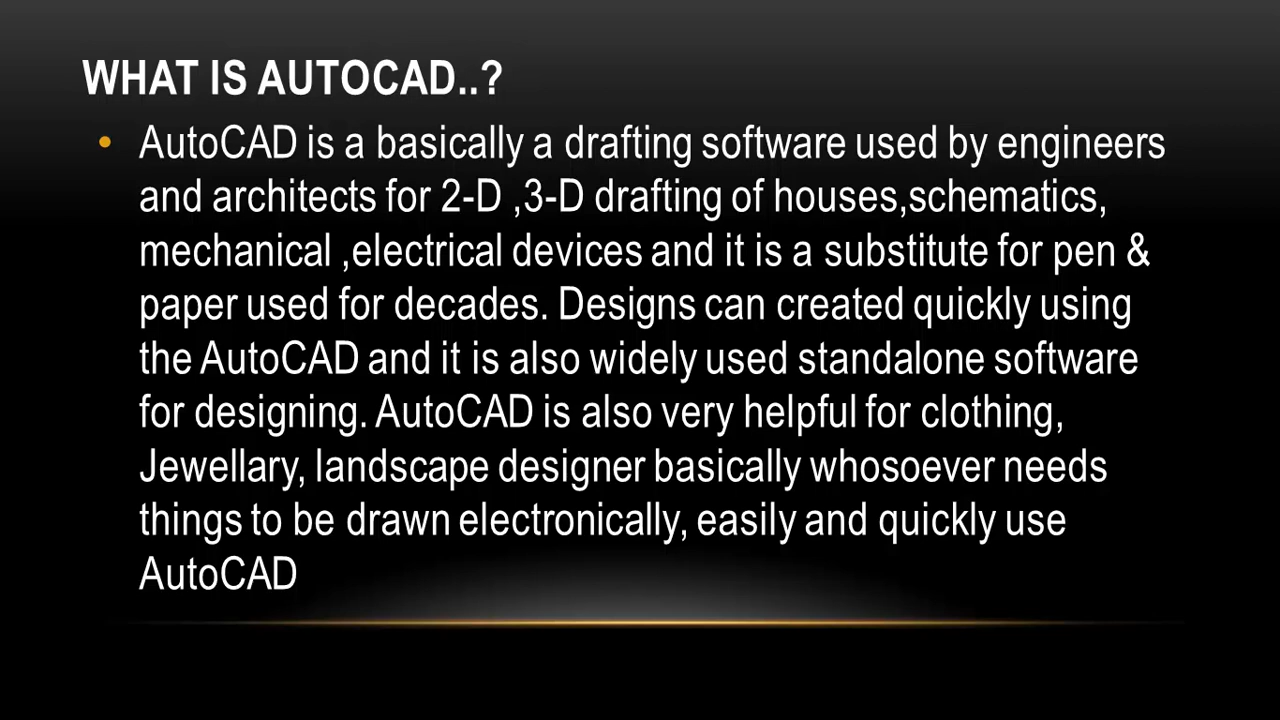 WHAT IS AUTOCAD..?
• AutoCAD is a basically a drafting software used by engineers
and architects for 2-D ,3-D drafting of houses,schematics,
mechanical ,electrical devices and it is a substitute for pen &
paper used for decades. Designs can created quickly using
the AutoCAD and it is also widely used standalone software
for designing. AutoCAD is also very helpful for clothing,
Jewellary, landscape designer basically whosoever needs
things to be drawn electronically, easily and quickly use
AutoCAD